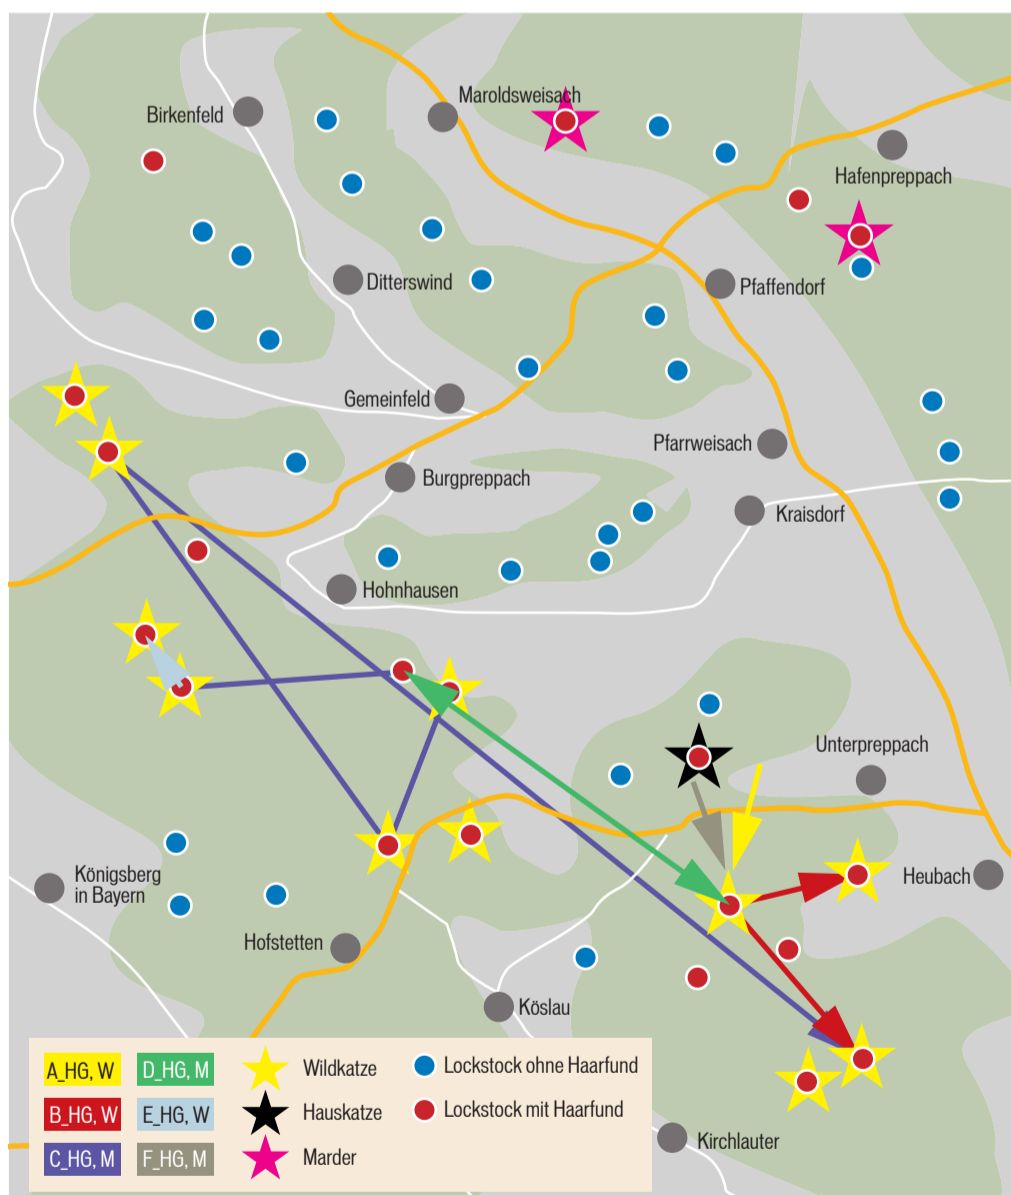 Maroldsweisach
Birkenfeld
Hafenpreppach
Ditterswind
Pfaffendorf
Gemeinfeld
Pfarrweisach
Burgpreppach
Kraisdorf
Hohnhausen
Unterpreppach
Königsberg
in Bayern
Heubach
Hofstetten
Köslau
Kirchlauter
A_HG, W
B_HG, W
C_HG, M
D_HG, M
E_HG, W
F_HG, M
Wildkatze
Hauskatze
Marder
Lockstock ohne Haarfund
Lockstock mit Haarfund